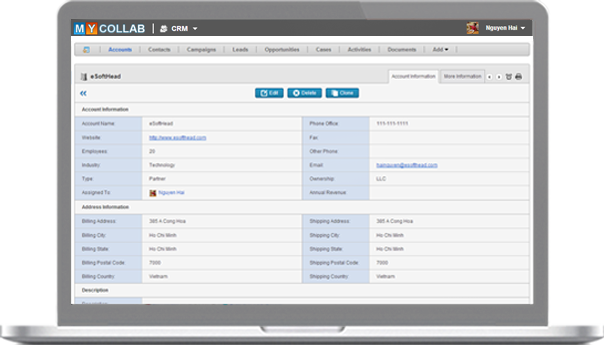 MYCOLLAB CRM Nguyen Hai
Accounts Contacts Campaigns Leads Opportunities Cases Activities Documents Add
eSoftHead Account Information More Information
Edit Delete Clone
Account Information
Account Name: eSoftHead Phone Office:
Website: http://www.esofthead.com Fax
Employees: 20 Other Phone:
Industry: Technology Email: hainguyen@esofthead.com
Type: Partner Ownership: LLC
Assigned To: Nguyen Hai Annual Revenue:
Address Information
Billing Address: 385 A Cong Hoa Shipping Address: 385 A Cong Hoa
Billing City: Ho Chi Minh Shipping City: Ho Chi Minh
Billing State: Ho Chi Minh Shipping State: Ho Chi Minh
Billing Postal Code: 7000 Shipping Postal Code: 7000
Billing Country: Vietnam Shipping Country: Vietnam
Description